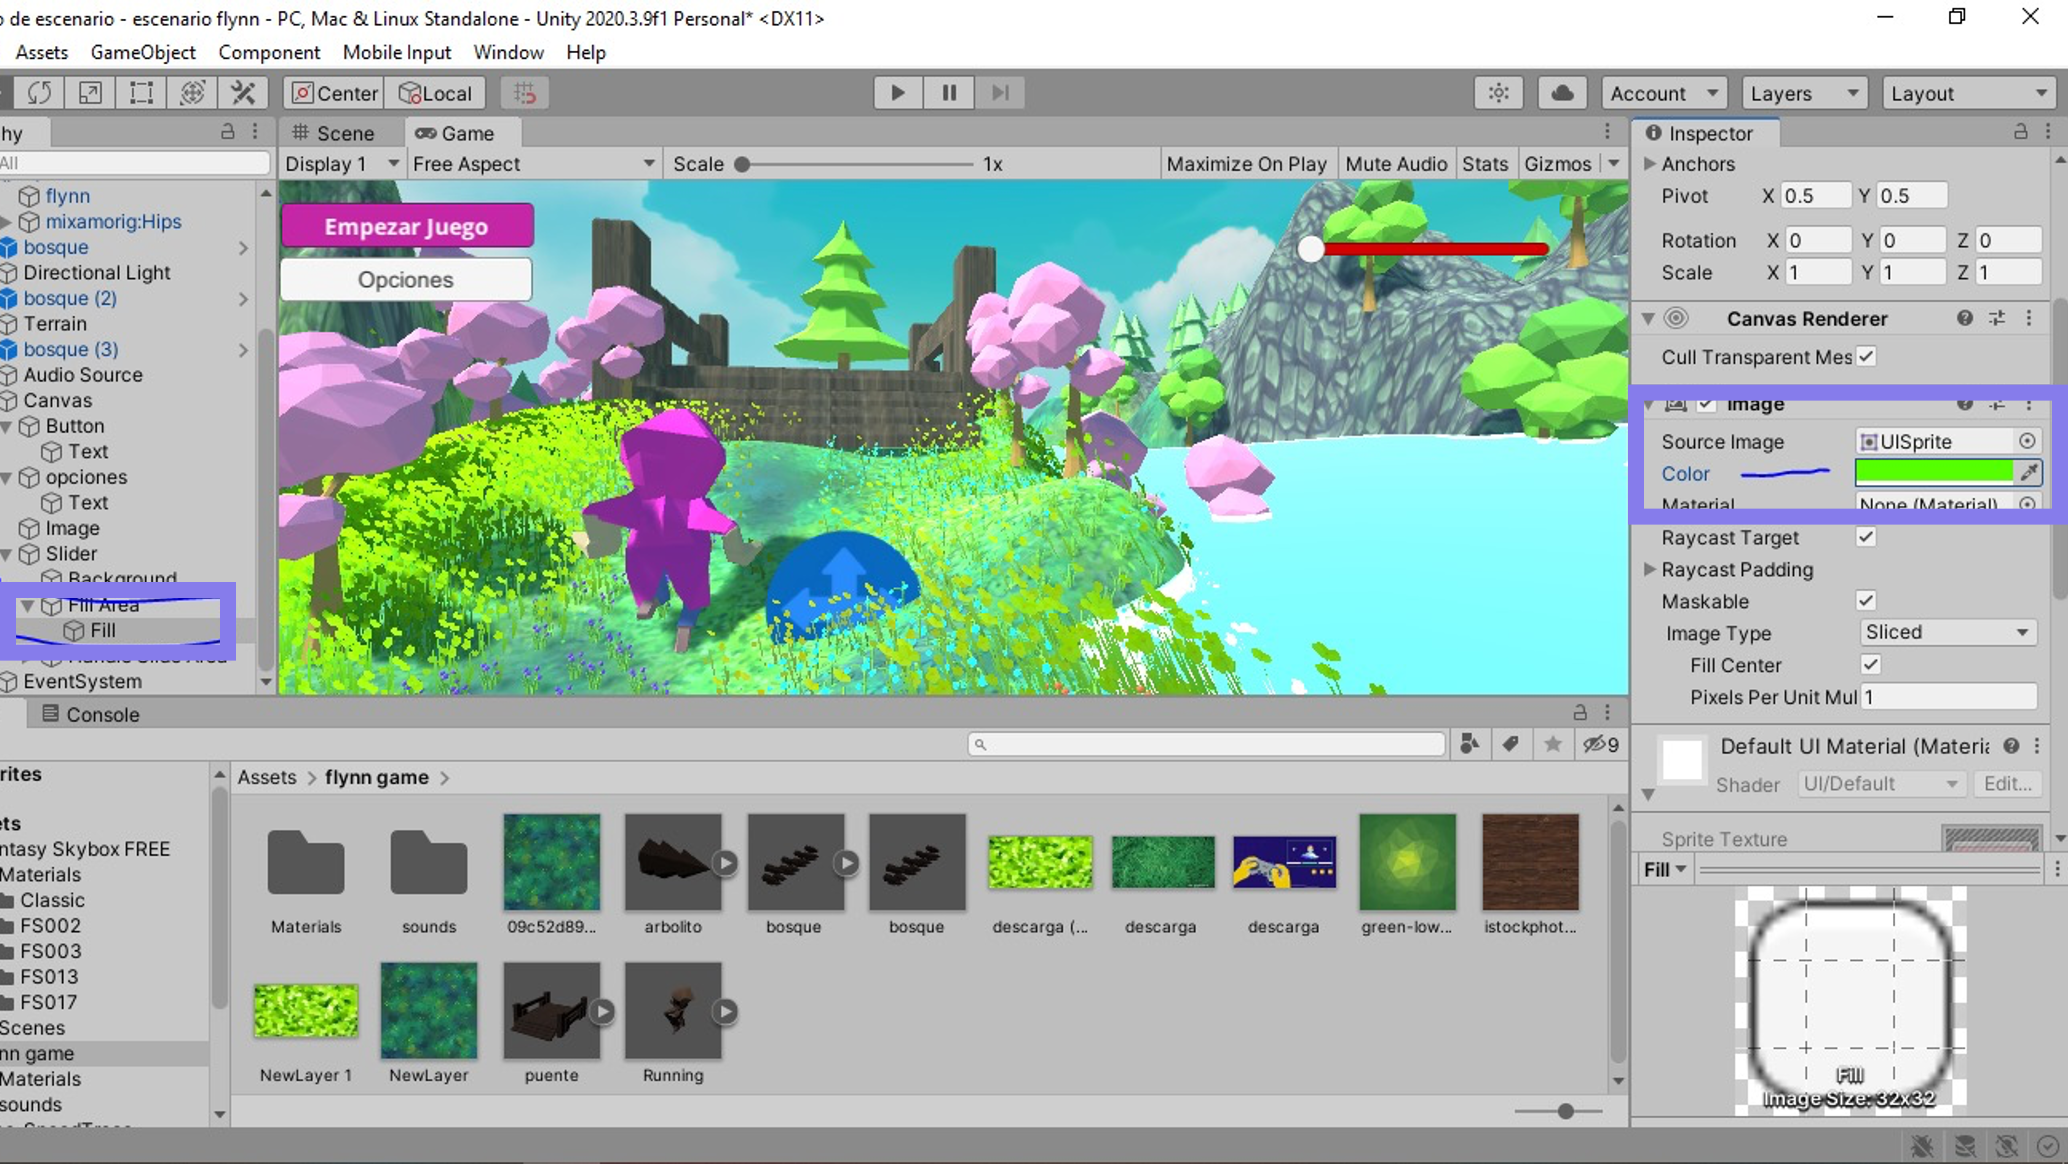 o de escenario - escenario flynn - PC, Mac & Linux Standalone - Unity 2020.3.9f1 Personal* <DX11>
Assets GameObject Component Mobile Input Window Help
Center Local Account Layers Layout
hy
All
flynn
mixamorig:Hips
bosque
Directional Light
bosque (2)
Terrain
bosque (3)
Audio Source
Canvas
Button
Text
opciones
Text
Image
Slider
Background
Fill Area
Fill
Handle Slide Area
EventSystem
Scene Game
Display 1 Free Aspect Scale 1x Maximize On Play Mute Audio Stats Gizmos
Empezar Juego
Opciones
Inspector
Anchors
Pivot X 0.5 Y 0.5
Rotation X 0 Y 0 Z 0
Scale X 1 Y 1 Z 1
Canvas Renderer
Cull Transparent Mes
Image
Source Image UISprite
Color
Material None (Material)
Raycast Target
Raycast Padding
Maskable
Image Type Sliced
Fill Center
Pixels Per Unit Mul 1
Default UI Material (Materia
Shader UI/Default Edit...
Sprite Texture
Fill
Fill
Image Size: 32x32
Console
9
rites
ets
ntasy Skybox FREE
Materials
Classic
FS002
FS003
FS013
FS017
Scenes
nn game
Materials
sounds
Assets > flynn game >
Materials sounds 09c52d89... arbolito bosque bosque descarga (... descarga descarga green-low... istockphot...
NewLayer 1 NewLayer puente Running